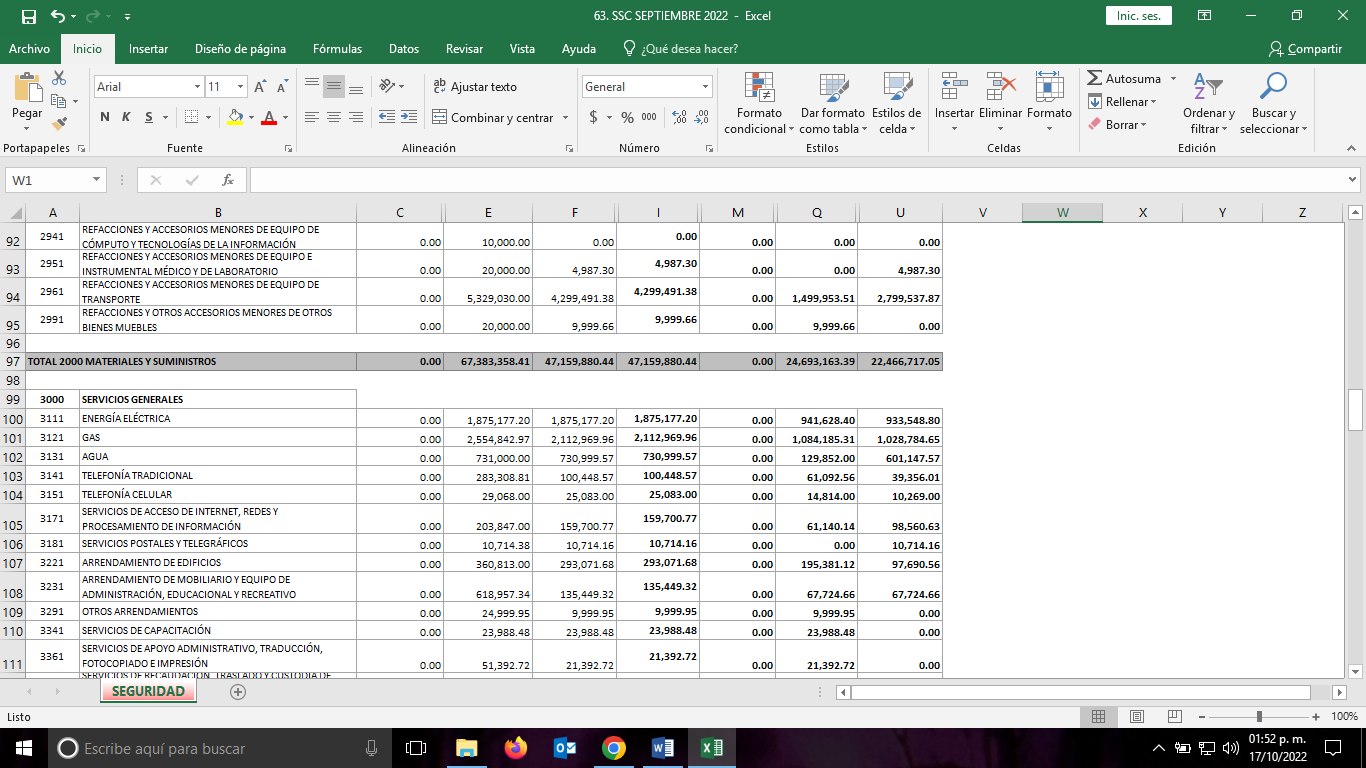 63. SSC SEPTIEMBRE 2022 - Excel
Inic. ses.
Archivo Inicio Insertar Diseño de página Fórmulas Datos Revisar Vista Ayuda ¿Qué desea hacer? Compartir
Pegar
Portapapeles
Arial 11
N K S
Fuente
Ajustar texto
Combinar y centrar
Alineación
General
$ % 000
Número
Formato condicional
Dar formato como tabla
Estilos de celda
Estilos
Insertar Eliminar Formato
Celdas
Autosuma
Rellenar
Borrar
Ordenar y filtrar
Buscar y seleccionar
Edición
W1 fx
A B C E F I M Q U V W X Y Z
92 2941 REFACCIONES Y ACCESORIOS MENORES DE EQUIPO DE
CÓMPUTO Y TECNOLOGÍAS DE LA INFORMACIÓN 0.00 10,000.00 0.00 0.00 0.00 0.00 0.00
93 2951 REFACCIONES Y ACCESORIOS MENORES DE EQUIPO E
INSTRUMENTAL MÉDICO Y DE LABORATORIO 0.00 20,000.00 4,987.30 4,987.30 0.00 0.00 4,987.30
94 2961 REFACCIONES Y ACCESORIOS MENORES DE EQUIPO DE
TRANSPORTE 0.00 5,329,030.00 4,299,491.38 4,299,491.38 0.00 1,499,953.51 2,799,537.87
95 2991 REFACCIONES Y OTROS ACCESORIOS MENORES DE OTROS
BIENES MUEBLES 0.00 20,000.00 9,999.66 9,999.66 0.00 9,999.66 0.00
96
97 TOTAL 2000 MATERIALES Y SUMINISTROS 0.00 67,383,358.41 47,159,880.44 47,159,880.44 0.00 24,693,163.39 22,466,717.05
98
99 3000 SERVICIOS GENERALES
100 3111 ENERGÍA ELÉCTRICA 0.00 1,875,177.20 1,875,177.20 1,875,177.20 0.00 941,628.40 933,548.80
101 3121 GAS 0.00 2,554,842.97 2,112,969.96 2,112,969.96 0.00 1,084,185.31 1,028,784.65
102 3131 AGUA 0.00 731,000.00 730,999.57 730,999.57 0.00 129,852.00 601,147.57
103 3141 TELEFONÍA TRADICIONAL 0.00 283,308.81 100,448.57 100,448.57 0.00 61,092.56 39,356.01
104 3151 TELEFONÍA CELULAR 0.00 29,068.00 25,083.00 25,083.00 0.00 14,814.00 10,269.00
105 3171 SERVICIOS DE ACCESO DE INTERNET, REDES Y
PROCESAMIENTO DE INFORMACIÓN 0.00 203,847.00 159,700.77 159,700.77 0.00 61,140.14 98,560.63
106 3181 SERVICIOS POSTALES Y TELEGRÁFICOS 0.00 10,714.38 10,714.16 10,714.16 0.00 0.00 10,714.16
107 3221 ARRENDAMIENTO DE EDIFICIOS 0.00 360,813.00 293,071.68 293,071.68 0.00 195,381.12 97,690.56
108 3231 ARRENDAMIENTO DE MOBILIARIO Y EQUIPO DE
ADMINISTRACIÓN, EDUCACIONAL Y RECREATIVO 0.00 618,957.34 135,449.32 135,449.32 0.00 67,724.66 67,724.66
109 3291 OTROS ARRENDAMIENTOS 0.00 24,999.95 9,999.95 9,999.95 0.00 9,999.95 0.00
110 3341 SERVICIOS DE CAPACITACIÓN 0.00 23,988.48 23,988.48 23,988.48 0.00 23,988.48 0.00
111 3361 SERVICIOS DE APOYO ADMINISTRATIVO, TRADUCCIÓN,
FOTOCOPIADO E IMPRESIÓN 0.00 51,392.72 21,392.72 21,392.72 0.00 21,392.72 0.00
SERVICIOS DE RECAUDACIÓN, TRASLADO Y CUSTODIA DE
SEGURIDAD
Listo 100%
Escribe aquí para buscar
01:52 p. m.
17/10/2022